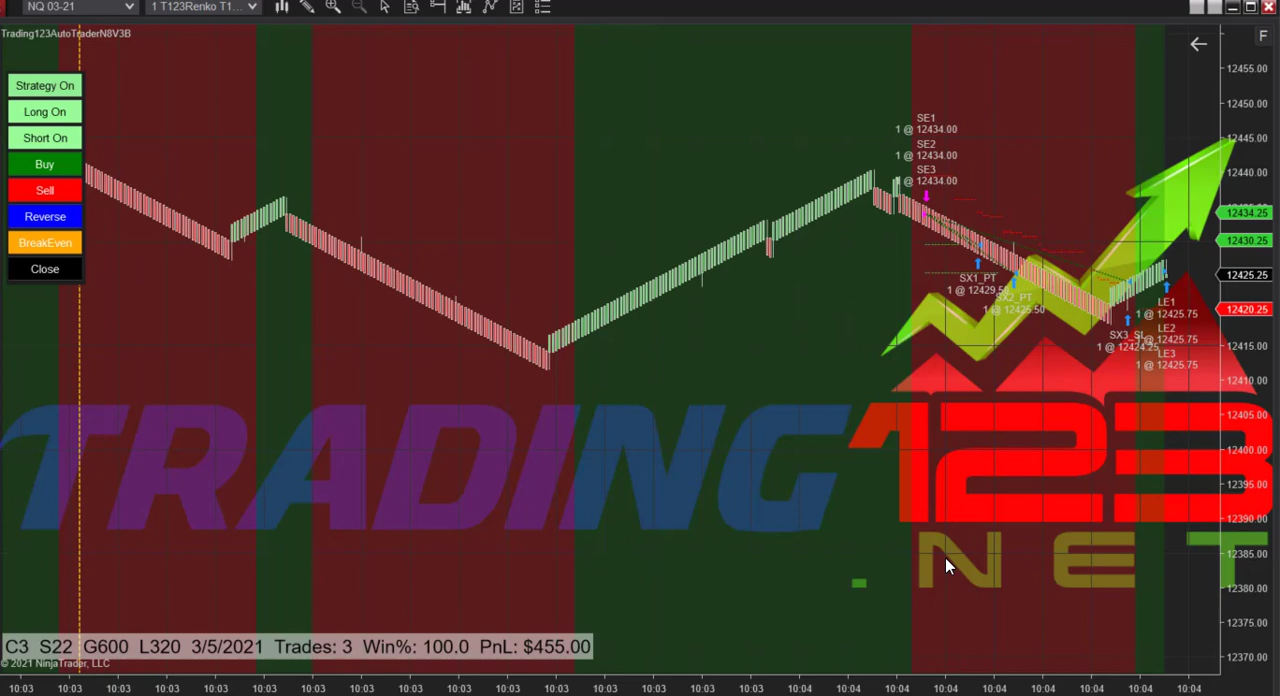 NQ 03-21
1 T123Renko T1...
Trading123AutoTraderN8V3B
F
Strategy On
Long On
Short On
Buy
Sell
Reverse
BreakEven
Close
SE1
1 @ 12434.00
SE2
1 @ 12434.00
SE3
1 @ 12434.00
SX1_PT
1 @ 12429.50
SX2_PT
1 @ 12425.50
SX3_SL
1 @ 12424.25
LE1
1 @ 12425.75
LE2
1 @ 12425.75
LE3
1 @ 12425.75
12455.00
12450.00
12445.00
12440.00
12434.25
12430.25
12425.25
12420.25
12415.00
12410.00
12405.00
12400.00
12395.00
12390.00
12385.00
12380.00
12375.00
12370.00
TRADING123
.NET
C3 S22 G600 L320 3/5/2021 Trades: 3 Win%: 100.0 PnL: $455.00
© 2021 NinjaTrader, LLC
10:03 10:03 10:03 10:03 10:03 10:03 10:03 10:03 10:03 10:03 10:03 10:03 10:03 10:03 10:03 10:04 10:04 10:04 10:04 10:04 10:04 10:04 10:04 10:04 10:04